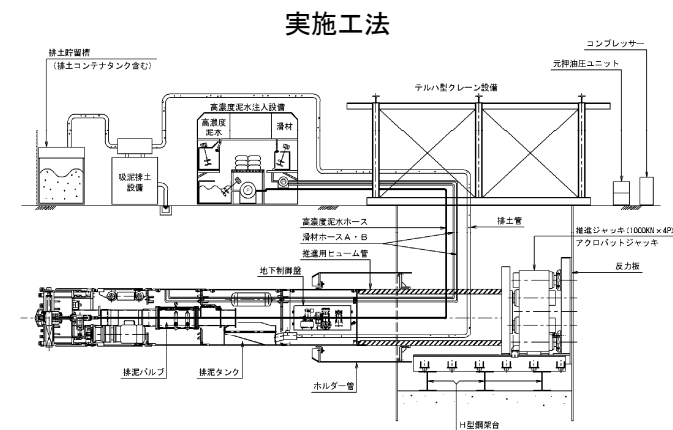 実施工法
排土貯留槽
（排土コンテナタンク含む）
コンプレッサー
元押油圧ユニット
テルハ型クレーン設備
高濃度泥水注入設備
高濃度
泥水
滑材
吸泥排土
設備
高濃度泥水ホース
滑材ホースA・B
推進用ヒューム管
排土管
推進ジャッキ(1000KN×4P)
アクロバットジャッキ
反力板
地下制御盤
排泥バルブ
排泥タンク
ホルダー管
H型鋼架台